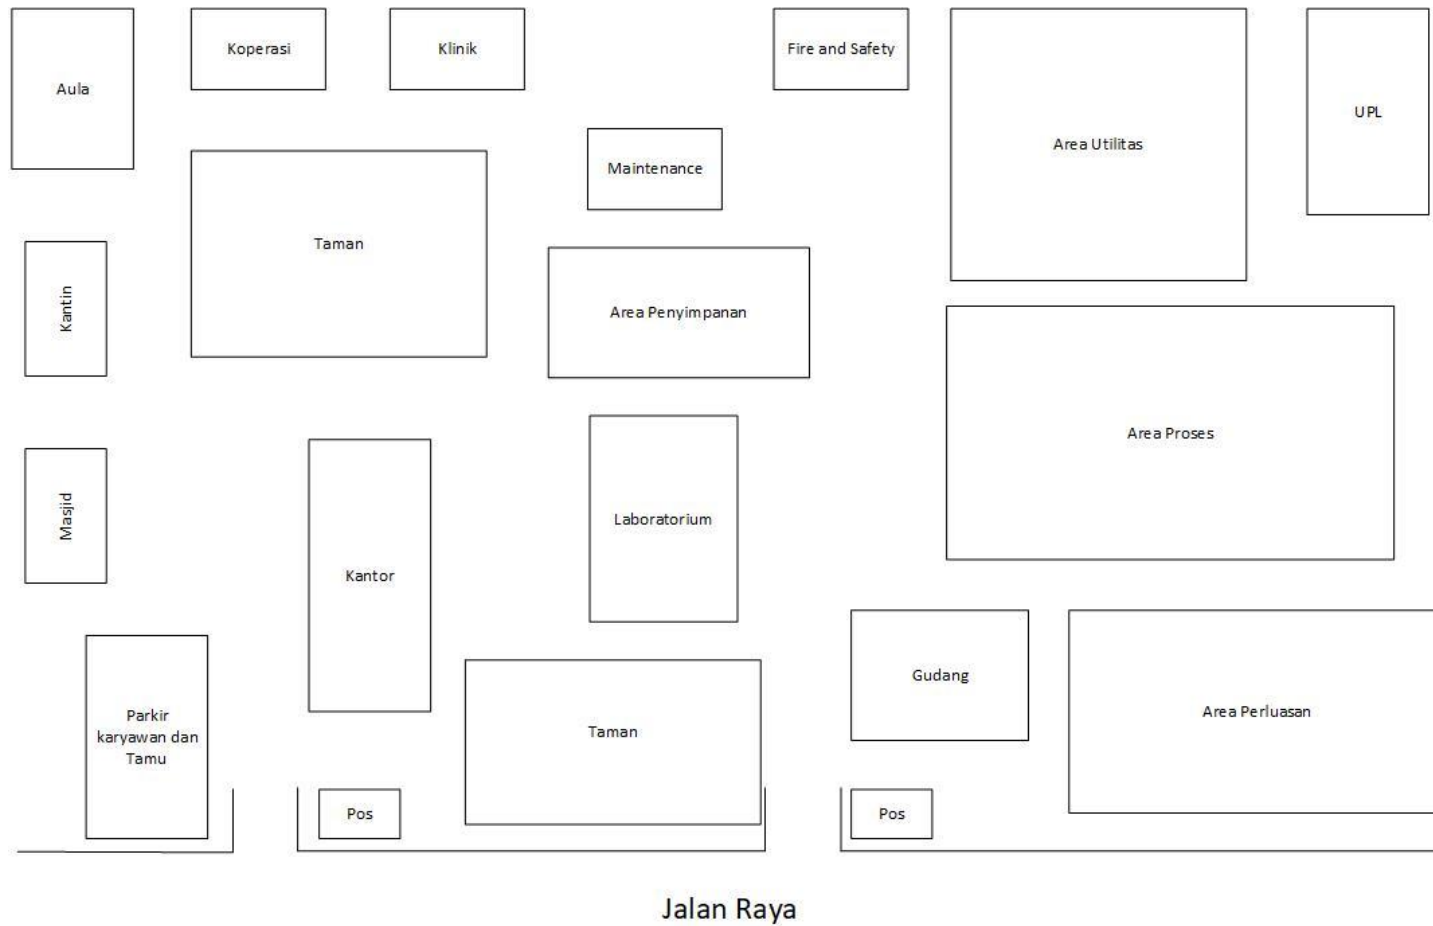 Aula
Koperasi
Klinik
Fire and Safety
Area Utilitas
UPL
Maintenance
Taman
Kantin
Area Penyimpanan
Area Proses
Masjid
Laboratorium
Kantor
Gudang
Area Perluasan
Parkir
karyawan dan
Tamu
Taman
Pos
Pos
Jalan Raya